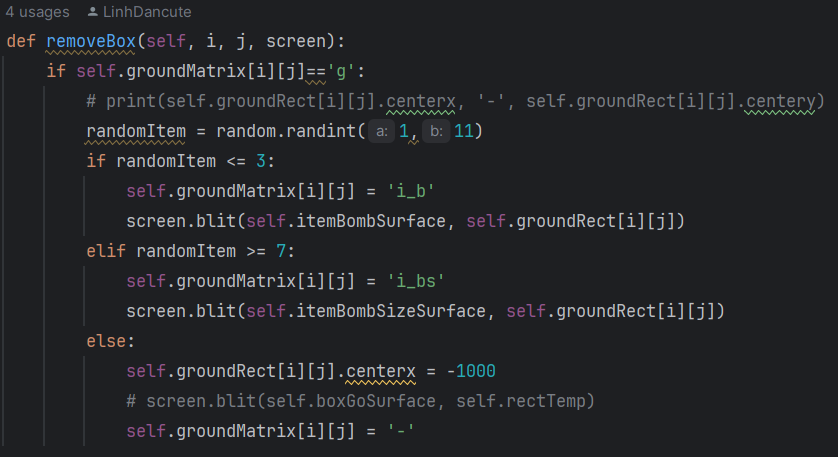 4 usages LinhDancute
def removeBox(self, i, j, screen):
    if self.groundMatrix[i][j]=='g':
        # print(self.groundRect[i][j].centerx, '-', self.groundRect[i][j].centery)
        randomItem = random.randint( a: 1, b: 11)
        if randomItem <= 3:
            self.groundMatrix[i][j] = 'i_b'
            screen.blit(self.itemBombSurface, self.groundRect[i][j])
        elif randomItem >= 7:
            self.groundMatrix[i][j] = 'i_bs'
            screen.blit(self.itemBombSizeSurface, self.groundRect[i][j])
        else:
            self.groundRect[i][j].centerx = -1000
            # screen.blit(self.boxGoSurface, self.rectTemp)
            self.groundMatrix[i][j] = '-'